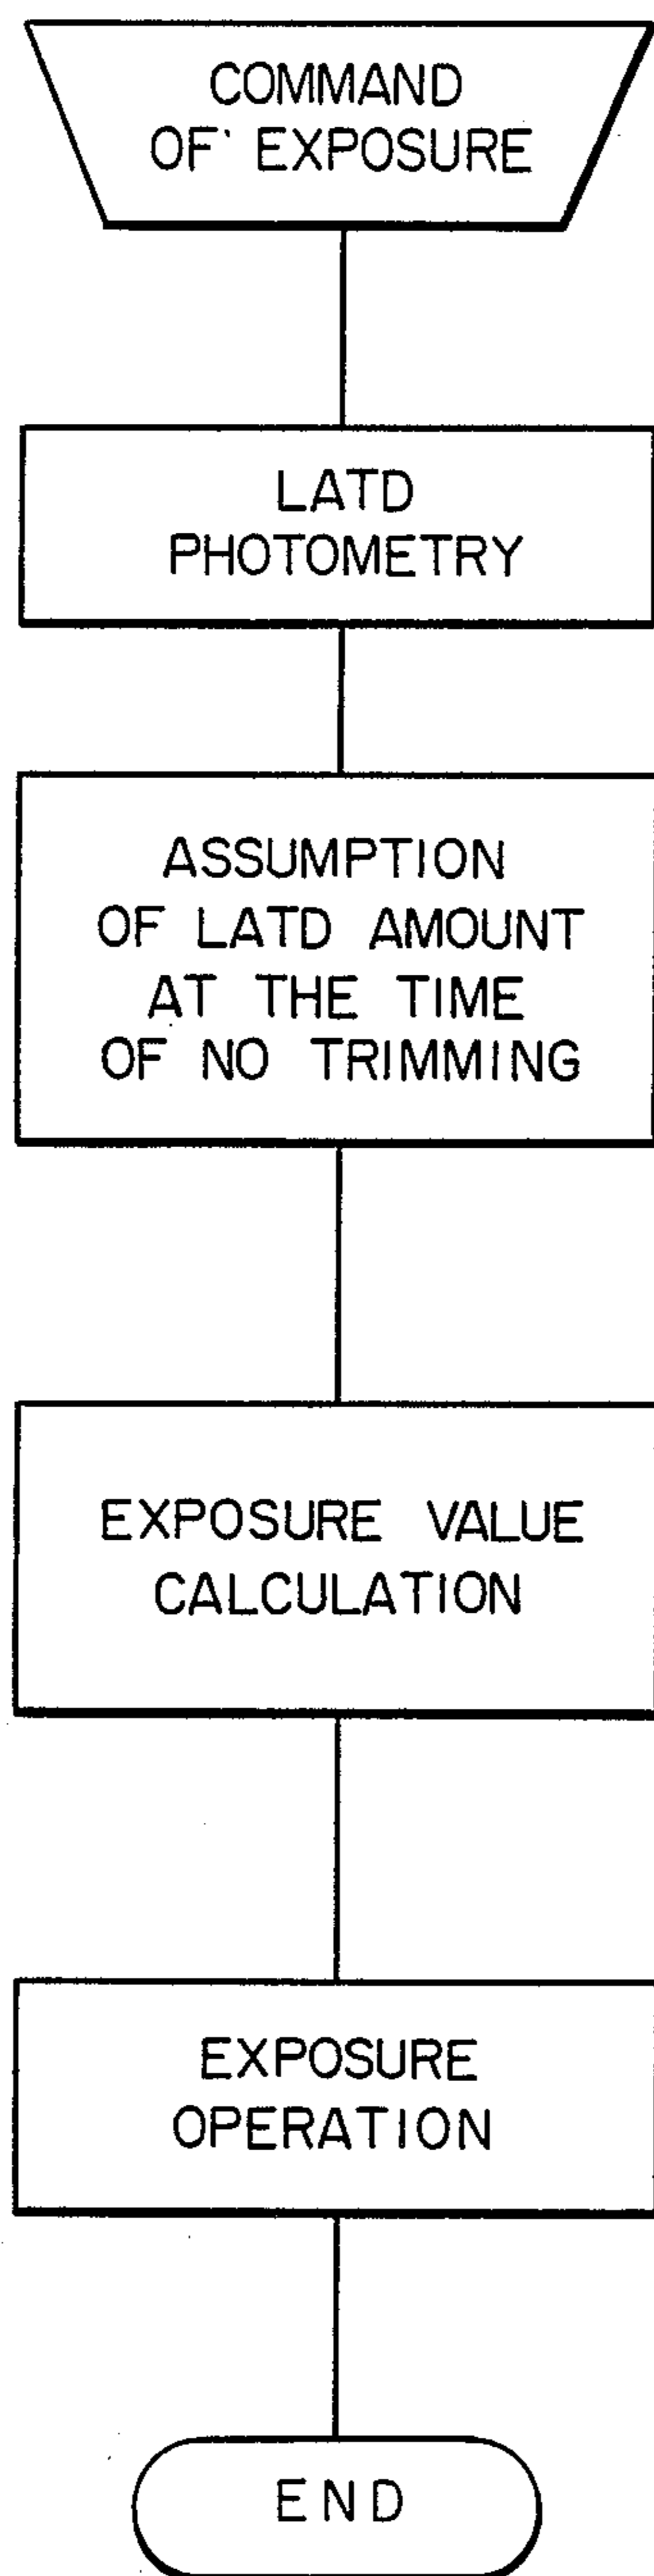 COMMAND
OF EXPOSURE
LATD
PHOTOMETRY
ASSUMPTION
OF LATD AMOUNT
AT THE TIME
OF NO TRIMMING
EXPOSURE VALUE
CALCULATION
EXPOSURE
OPERATION
END